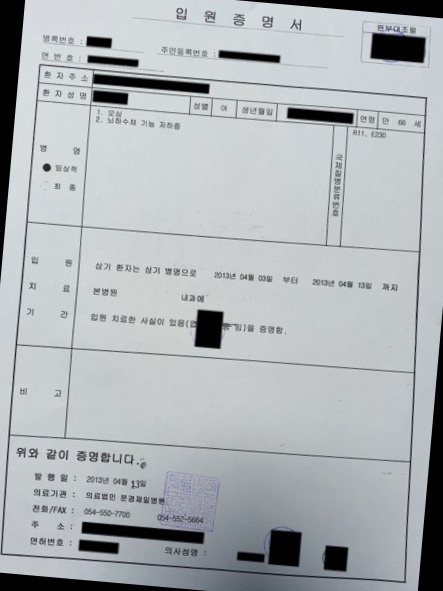 입 원 증 명 서
원부대조필
병록번호 :
주민등록번호 :
연 번 호 :
환 자 주 소
환 자 성 명 성별 여 생년월일 연령 만 66 세
병 명
● 임상적
최 종
1. 오심
2. 뇌하수체 기능 저하증
국제질병분류번호
R11, E230
입 원
치 료
기 간
상기 환자는 상기 병명으로 2013년 04월 03일 부터 2013년 04월 13일 까지
본병원 내과에
입원 치료한 사실이 있음 임)을 증명함.
비 고
위와 같이 증명합니다.
발 행 일 : 2013년 04월 13일
의료기관 : 의료법인 문경제일병원
전화/FAX : 054-550-7700 054-552-5664
주 소 :
면허번호 : 의사성명 :